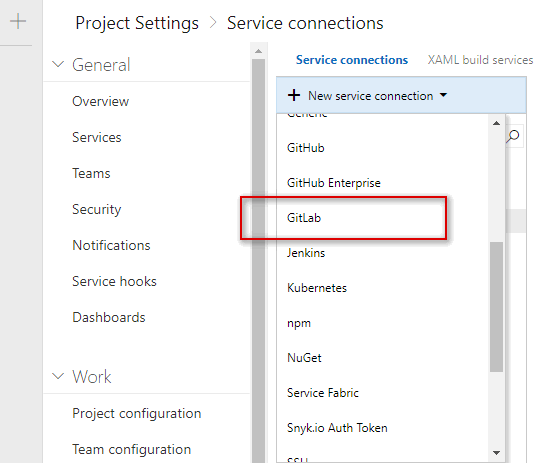 Project Settings > Service connections
General
Overview
Services
Teams
Security
Notifications
Service hooks
Dashboards
Work
Project configuration
Team configuration
Service connections XAML build services
+ New service connection
Generic
GitHub
GitHub Enterprise
GitLab
Jenkins
Kubernetes
npm
NuGet
Service Fabric
Snyk.io Auth Token
SSH